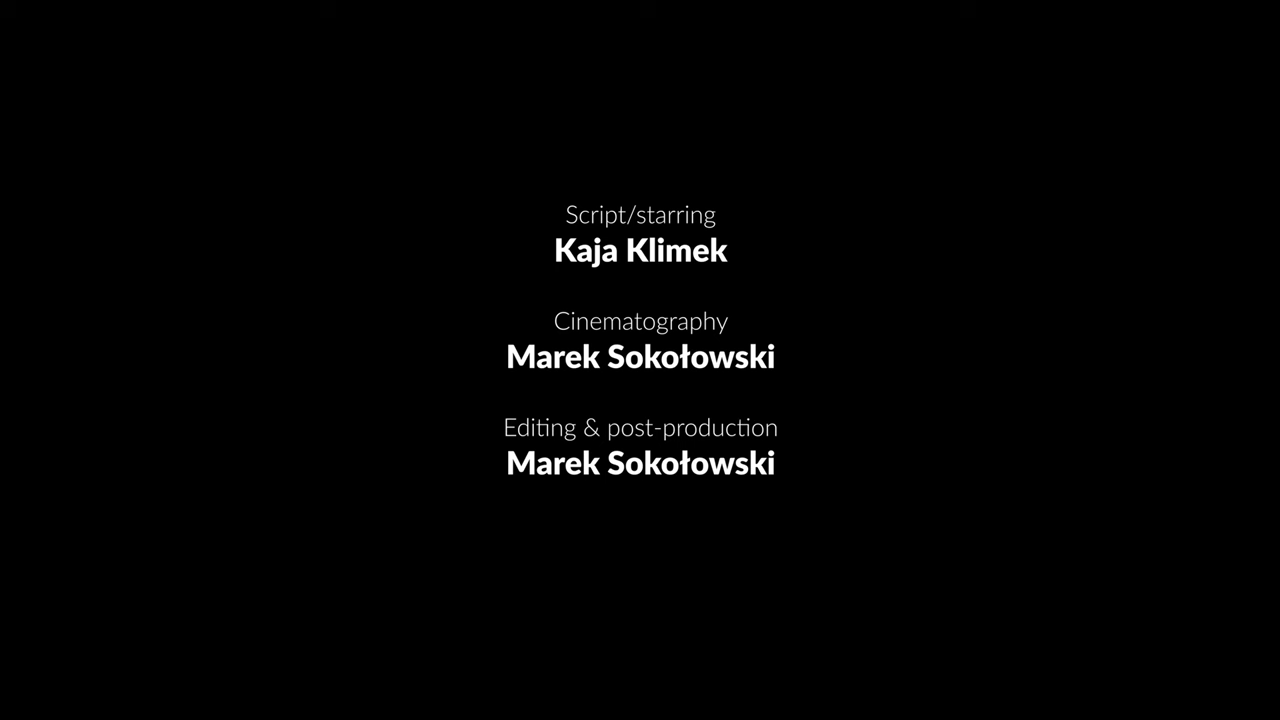 Script/starring
Kaja Klimek
Cinematography
Marek Sokołowski
Editing & post-production
Marek Sokołowski